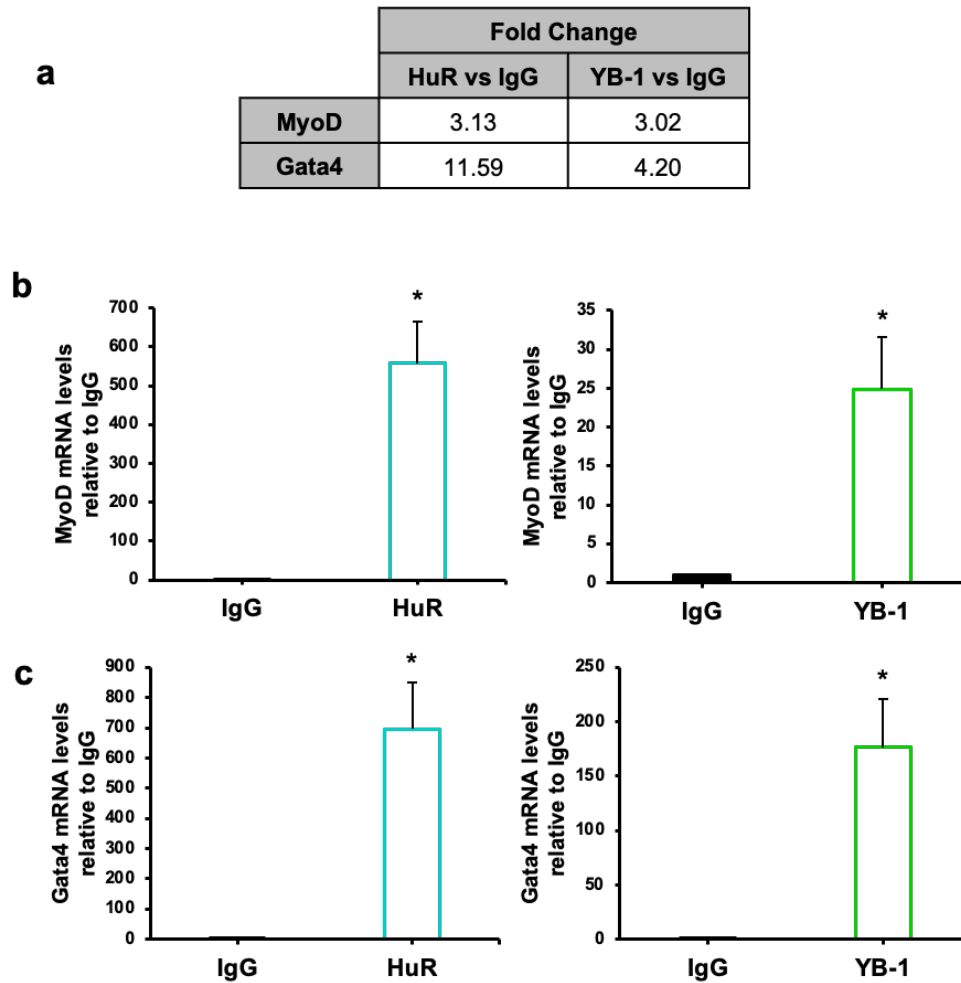 a
Fold Change
HuR vs IgG YB-1 vs IgG
MyoD 3.13 3.02
Gata4 11.59 4.20
b
MyoD mRNA levels
relative to IgG
700
600
500
400
300
200
100
0
*
IgG HuR
MyoD mRNA levels
relative to IgG
35
30
25
20
15
10
5
0
*
IgG YB-1
c
Gata4 mRNA levels
relative to IgG
900
800
700
600
500
400
300
200
100
0
*
IgG HuR
Gata4 mRNA levels
relative to IgG
250
200
150
100
50
0
*
IgG YB-1